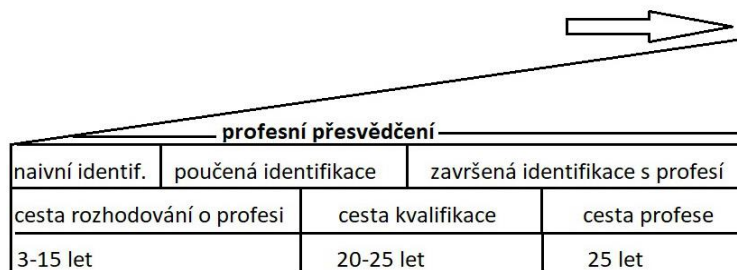 profesní přesvědčení
naivní identif. poučená identifikace završená identifikace s profesí
cesta rozhodování o profesi cesta kvalifikace cesta profese
3-15 let 20-25 let 25 let